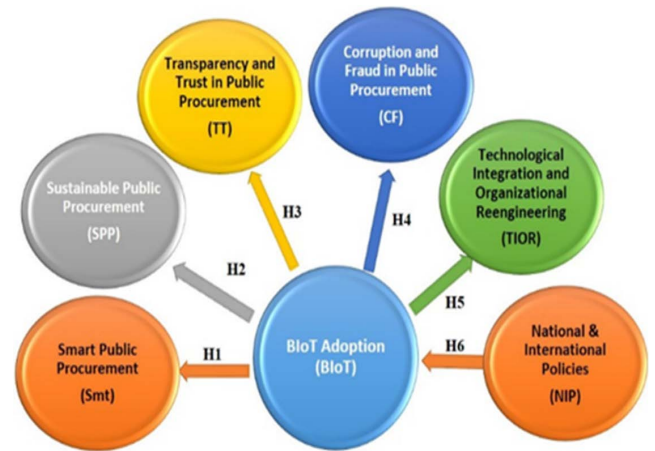 Transparency and
Trust in Public
Procurement
(TT)
Corruption and
Fraud in Public
Procurement
(CF)
Technological
Integration and
Organizational
Reengineering
(TIOR)
Sustainable Public
Procurement
(SPP)
H3
H4
H2
H5
Smart Public
Procurement
(Smt)
H1
BIoT Adoption
(BIoT)
H6
National &
International
Policies
(NIP)